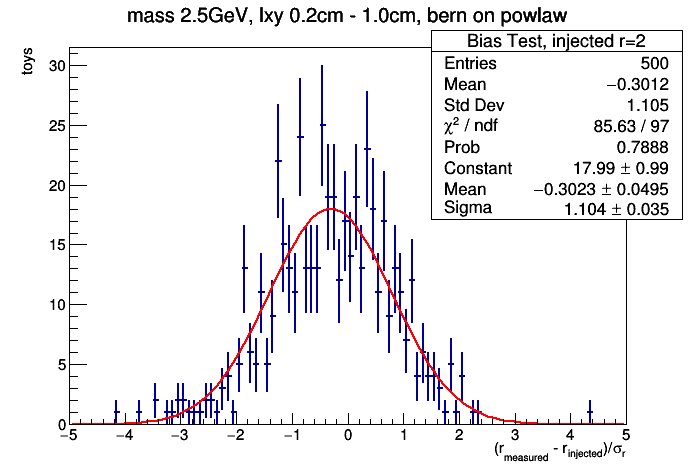 mass 2.5GeV, lxy 0.2cm - 1.0cm, bern on powlaw
Bias Test, injected r=2
Entries 500
Mean −0.3012
Std Dev 1.105
χ² / ndf 85.63 / 97
Prob 0.7888
Constant 17.99 ± 0.99
Mean −0.3023 ± 0.0495
Sigma 1.104 ± 0.035
toys
30
25
20
15
10
5
0
−5 −4 −3 −2 −1 0 1 2 3 4 5
(r_measured - r_injected)/σ_r